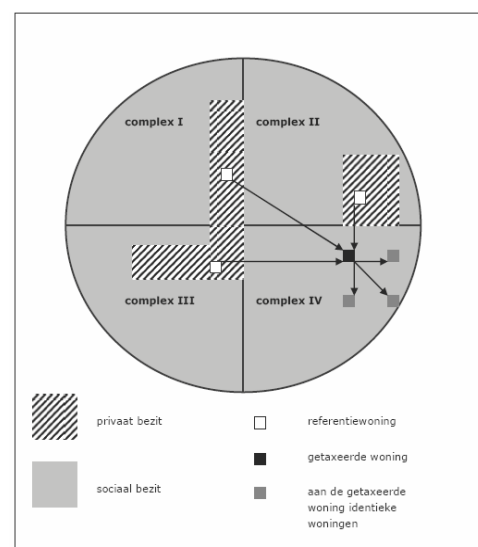 complex I
complex II
complex III
complex IV
privaat bezit
referentiewoning
getaxeerde woning
sociaal bezit
aan de getaxeerde
woning identieke
woningen